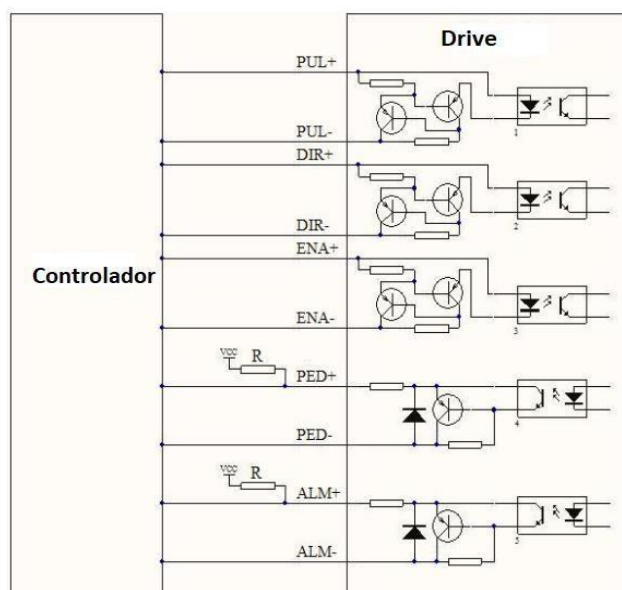 Drive
PUL+
1
PUL-
DIR+
2
DIR-
ENA+
Controlador
3
ENA-
VCC R
PED+
4
PED-
VCC R
ALM+
5
ALM-